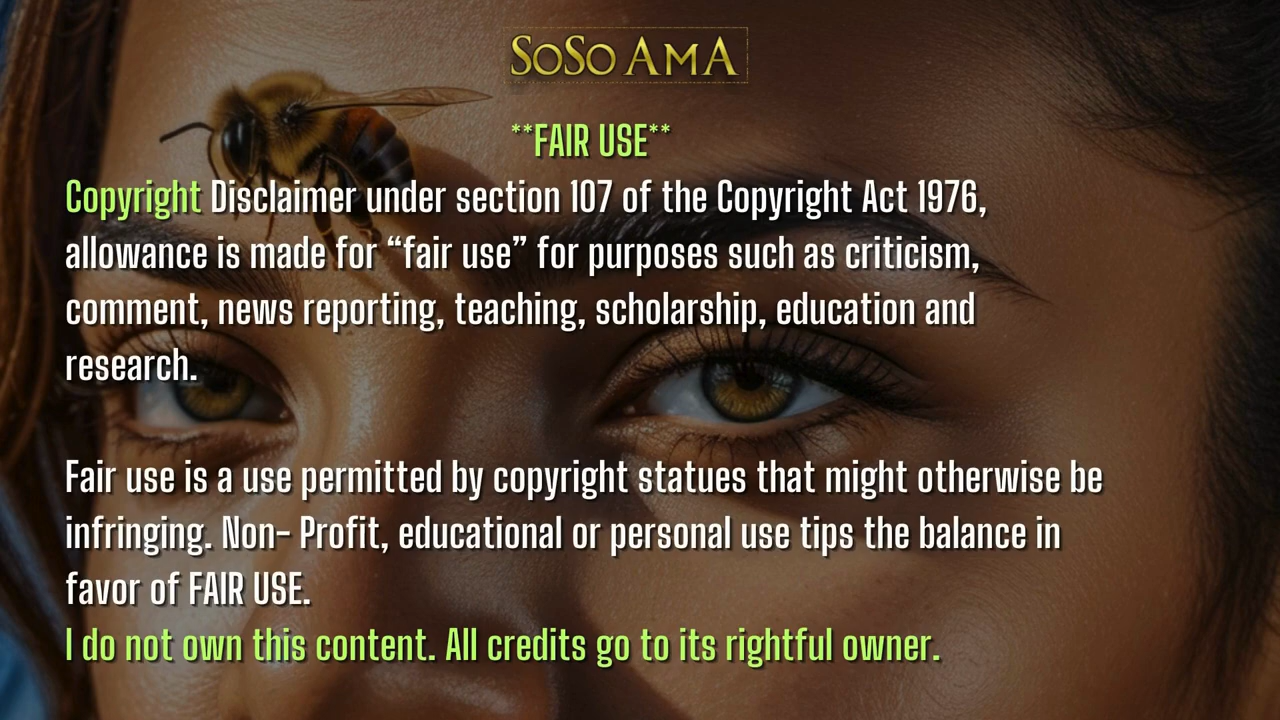 SoSo AmA
**FAIR USE**
Copyright Disclaimer under section 107 of the Copyright Act 1976,
allowance is made for “fair use” for purposes such as criticism,
comment, news reporting, teaching, scholarship, education and
research.
Fair use is a use permitted by copyright statues that might otherwise be
infringing. Non- Profit, educational or personal use tips the balance in
favor of FAIR USE.
I do not own this content. All credits go to its rightful owner.